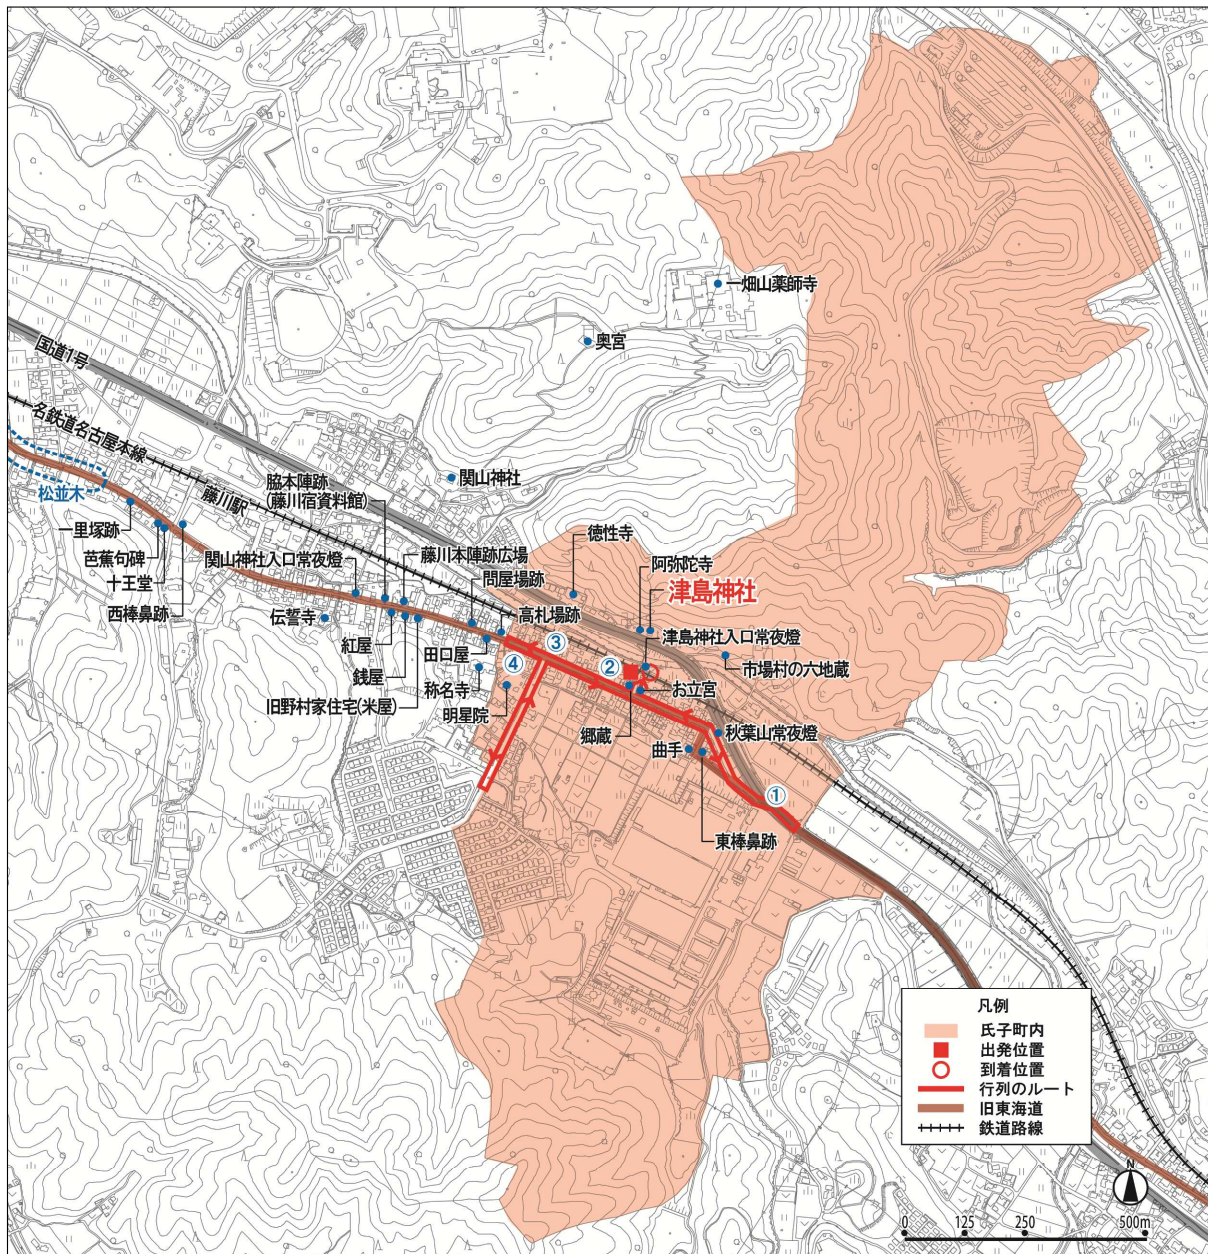 一畑山薬師寺
奥宮
国道1号
名鉄道名古屋本線
藤川駅
関山神社
松並木
脇本陣跡
(藤川宿資料館)
一里塚跡
芭蕉句碑
十王堂
西棒鼻跡
関山神社入口常夜燈
藤川本陣跡広場
問屋場跡
高札場跡
徳性寺
阿弥陀寺
津島神社
津島神社入口常夜燈
市場村の六地蔵
伝誓寺
紅屋
銭屋
旧野村家住宅(米屋)
田口屋
称名寺
明星院
③
④
②
お立宮
郷蔵
曲手
秋葉山常夜燈
①
東棒鼻跡
凡例
氏子町内
出発位置
到着位置
行列のルート
旧東海道
鉄道路線
N
0 125 250 500m